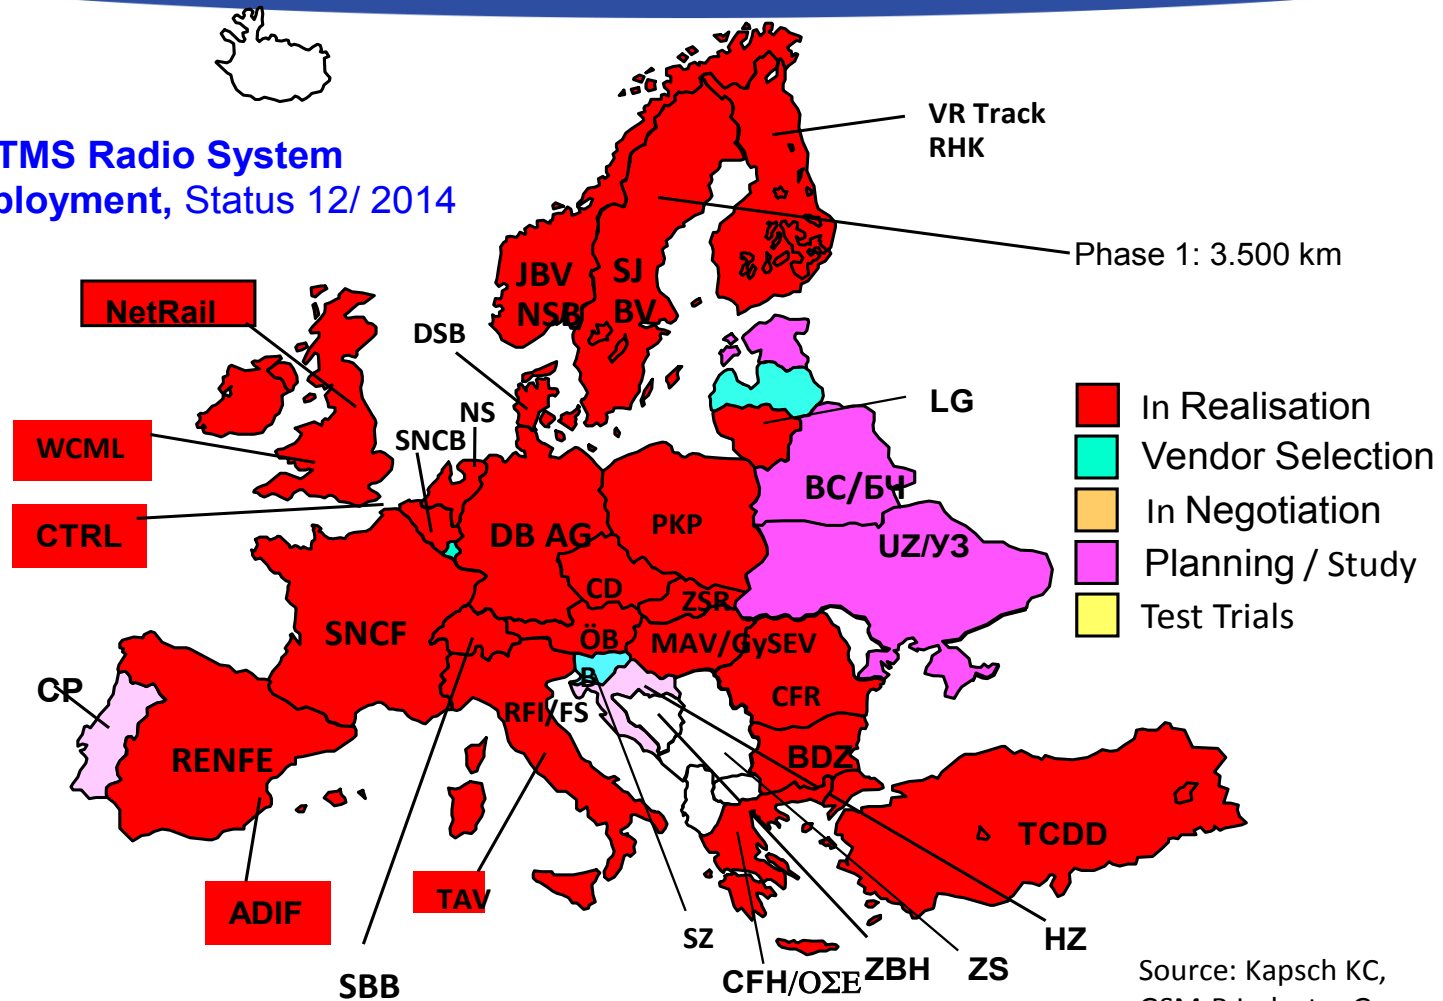 TMS Radio System
ployment, Status 12/ 2014
VR Track
RHK
Phase 1: 3.500 km
JBV
NSB
SJ
BV
NetRail
DSB
NS
SNCB
LG
WCML
CTRL
In Realisation
Vendor Selection
In Negotiation
Planning / Study
Test Trials
ВС/БЧ
UZ/УЗ
DB AG
PKP
CD
ZSR
SNCF
ÖB
B
MAV/GySEV
CFR
RFI/FS
CP
RENFE
BDZ
TCDD
ADIF
TAV
SBB
SZ
CFH/ΟΣΕ
ZBH
ZS
HZ
Source: Kapsch KC,